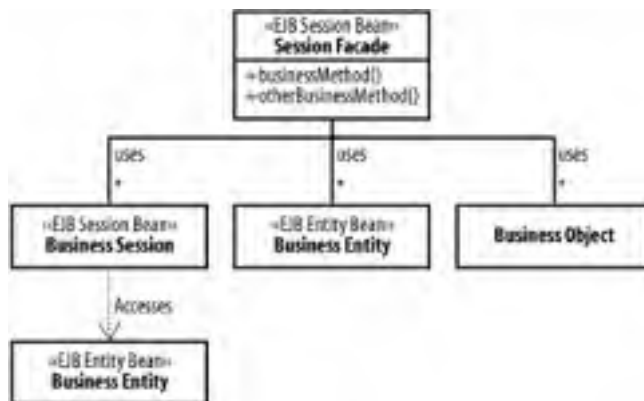 «EJB Session Bean»
Session Facade
+businessMethod()
+otherBusinessMethod()
uses uses uses
* * *
«EJB Session Bean» «EJB Entity Bean» Business Object
Business Session Business Entity
Accesses
«EJB Entity Bean»
Business Entity